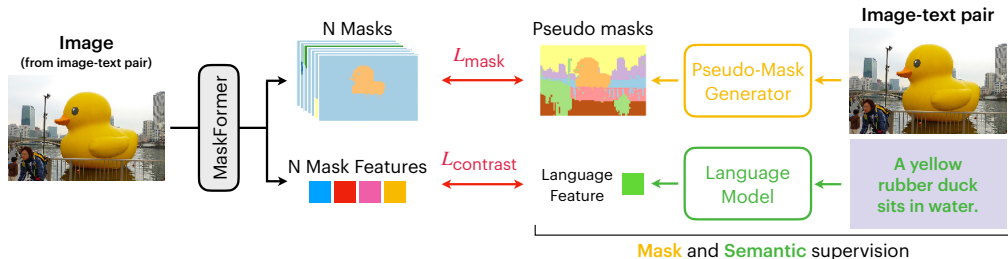 Image
(from image-text pair)
MaskFormer
N Masks
L_mask
Pseudo masks
Pseudo-Mask
Generator
Image-text pair
N Mask Features
L_contrast
Language
Feature
Language
Model
A yellow
rubber duck
sits in water.
Mask and Semantic supervision